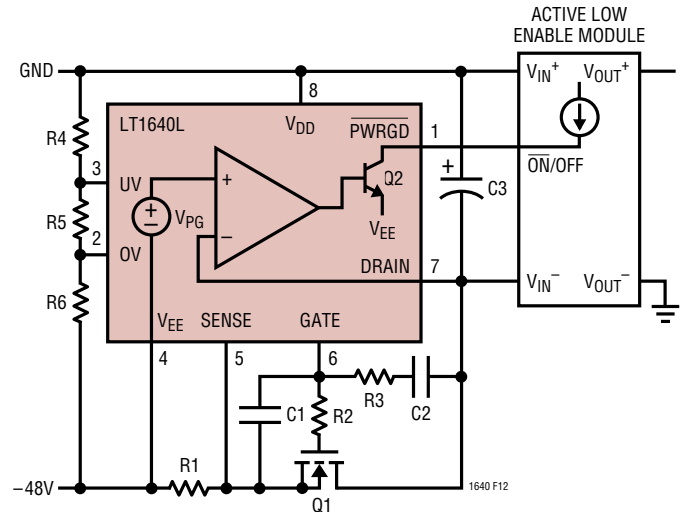 ACTIVE LOW
ENABLE MODULE
GND
VIN+
VOUT+
8
LT1640L
VDD
PWRGD
1
R4
3
UV
ON/OFF
+
Q2
+
C3
R5
+
−
VPG
2
−
VEE
OV
DRAIN
7
VIN−
VOUT−
R6
VEE
SENSE
GATE
4
5
6
R3
C2
C1
R2
R1
−48V
Q1
1640 F12